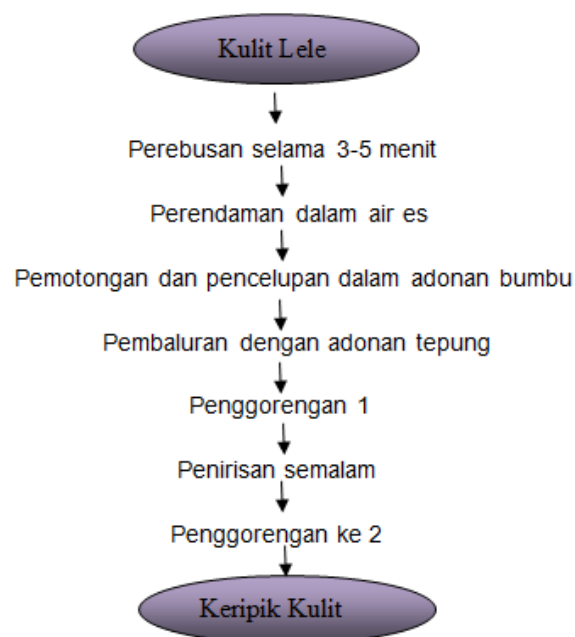 Kulit Lele
Perebusan selama 3-5 menit
Perendaman dalam air es
Pemotongan dan pencelupan dalam adonan bumbu
Pembaluran dengan adonan tepung
Penggorengan 1
Penirisan semalam
Penggorengan ke 2
Keripik Kulit